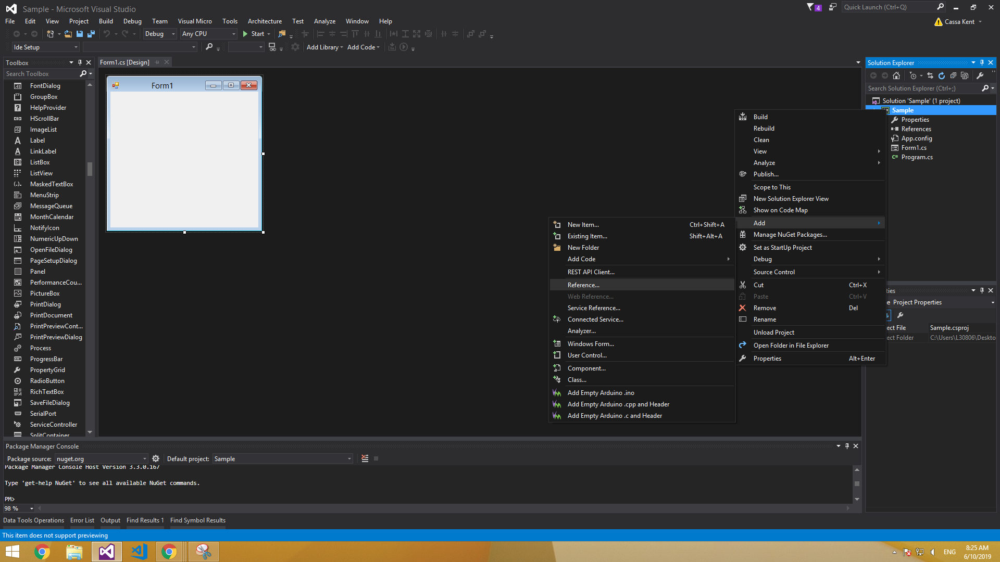 Sample - Microsoft Visual Studio
4
Quick Launch (Ctrl+Q)
File Edit View Project Build Debug Team Visual Micro Tools Architecture Test Analyze Window Help
Cassa Kent
Debug Any CPU Start
Ide Setup Add Library Add Code
Toolbox
Search Toolbox
FontDialog
GroupBox
HelpProvider
HScrollBar
ImageList
Label
LinkLabel
ListBox
ListView
MaskedTextBox
MenuStrip
MessageQueue
MonthCalendar
NotifyIcon
NumericUpDown
OpenFileDialog
PageSetupDialog
Panel
PerformanceCou...
PictureBox
PrintDialog
PrintDocument
PrintPreviewCont...
PrintPreviewDialog
Process
ProgressBar
PropertyGrid
RadioButton
RichTextBox
SaveFileDialog
SerialPort
ServiceController
SplitContainer
Form1.cs [Design]
Form1
New Item... Ctrl+Shift+A
Existing Item... Shift+Alt+A
New Folder
Add Code
REST API Client...
Reference...
Web Reference...
Service Reference...
Connected Service...
Analyzer...
Windows Form...
User Control...
Component...
Class...
Add Empty Arduino .ino
Add Empty Arduino .cpp and Header
Add Empty Arduino .c and Header
Build
Rebuild
Clean
View
Analyze
Publish...
Scope to This
New Solution Explorer View
Show on Code Map
Add
Manage NuGet Packages...
Set as StartUp Project
Debug
Source Control
Cut Ctrl+X
Paste Ctrl+V
Remove Del
Rename
Unload Project
Open Folder in File Explorer
Properties Alt+Enter
Solution Explorer
Search Solution Explorer (Ctrl+;)
Solution 'Sample' (1 project)
Sample
Properties
References
App.config
Form1.cs
C# Program.cs
ties
e Project Properties
ect File Sample.csproj
ect Folder C:\Users\L30806\Deskto
Package Manager Console
Package source: nuget.org Default project: Sample
Package Manager Console Host Version 3.3.0.167
Type 'get-help NuGet' to see all available NuGet commands.
PM>
98 %
Data Tools Operations Error List Output Find Results 1 Find Symbol Results
This item does not support previewing
ENG
8:25 AM
6/10/2019